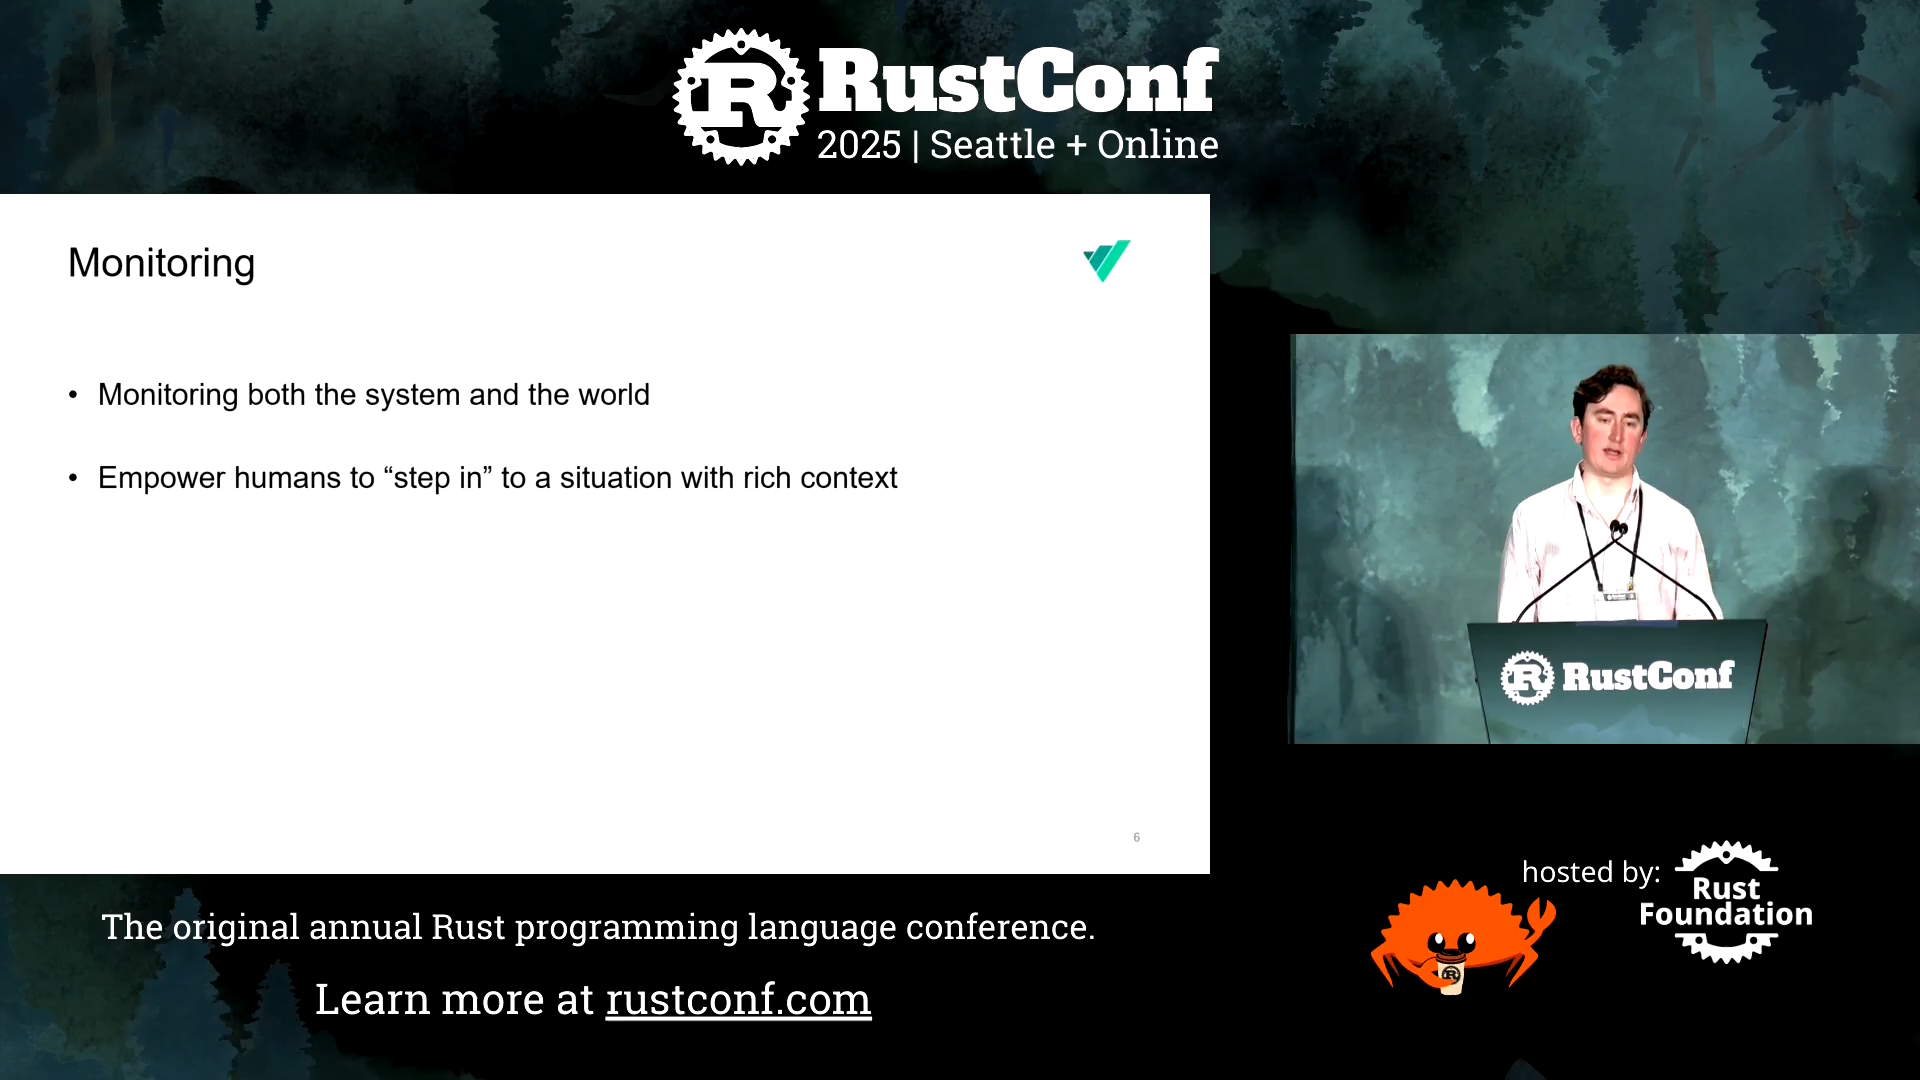 RustConf
2025 | Seattle + Online
Monitoring
• Monitoring both the system and the world
• Empower humans to “step in” to a situation with rich context
6
RustConf
hosted by:
Rust
Foundation
The original annual Rust programming language conference.
Learn more at rustconf.com